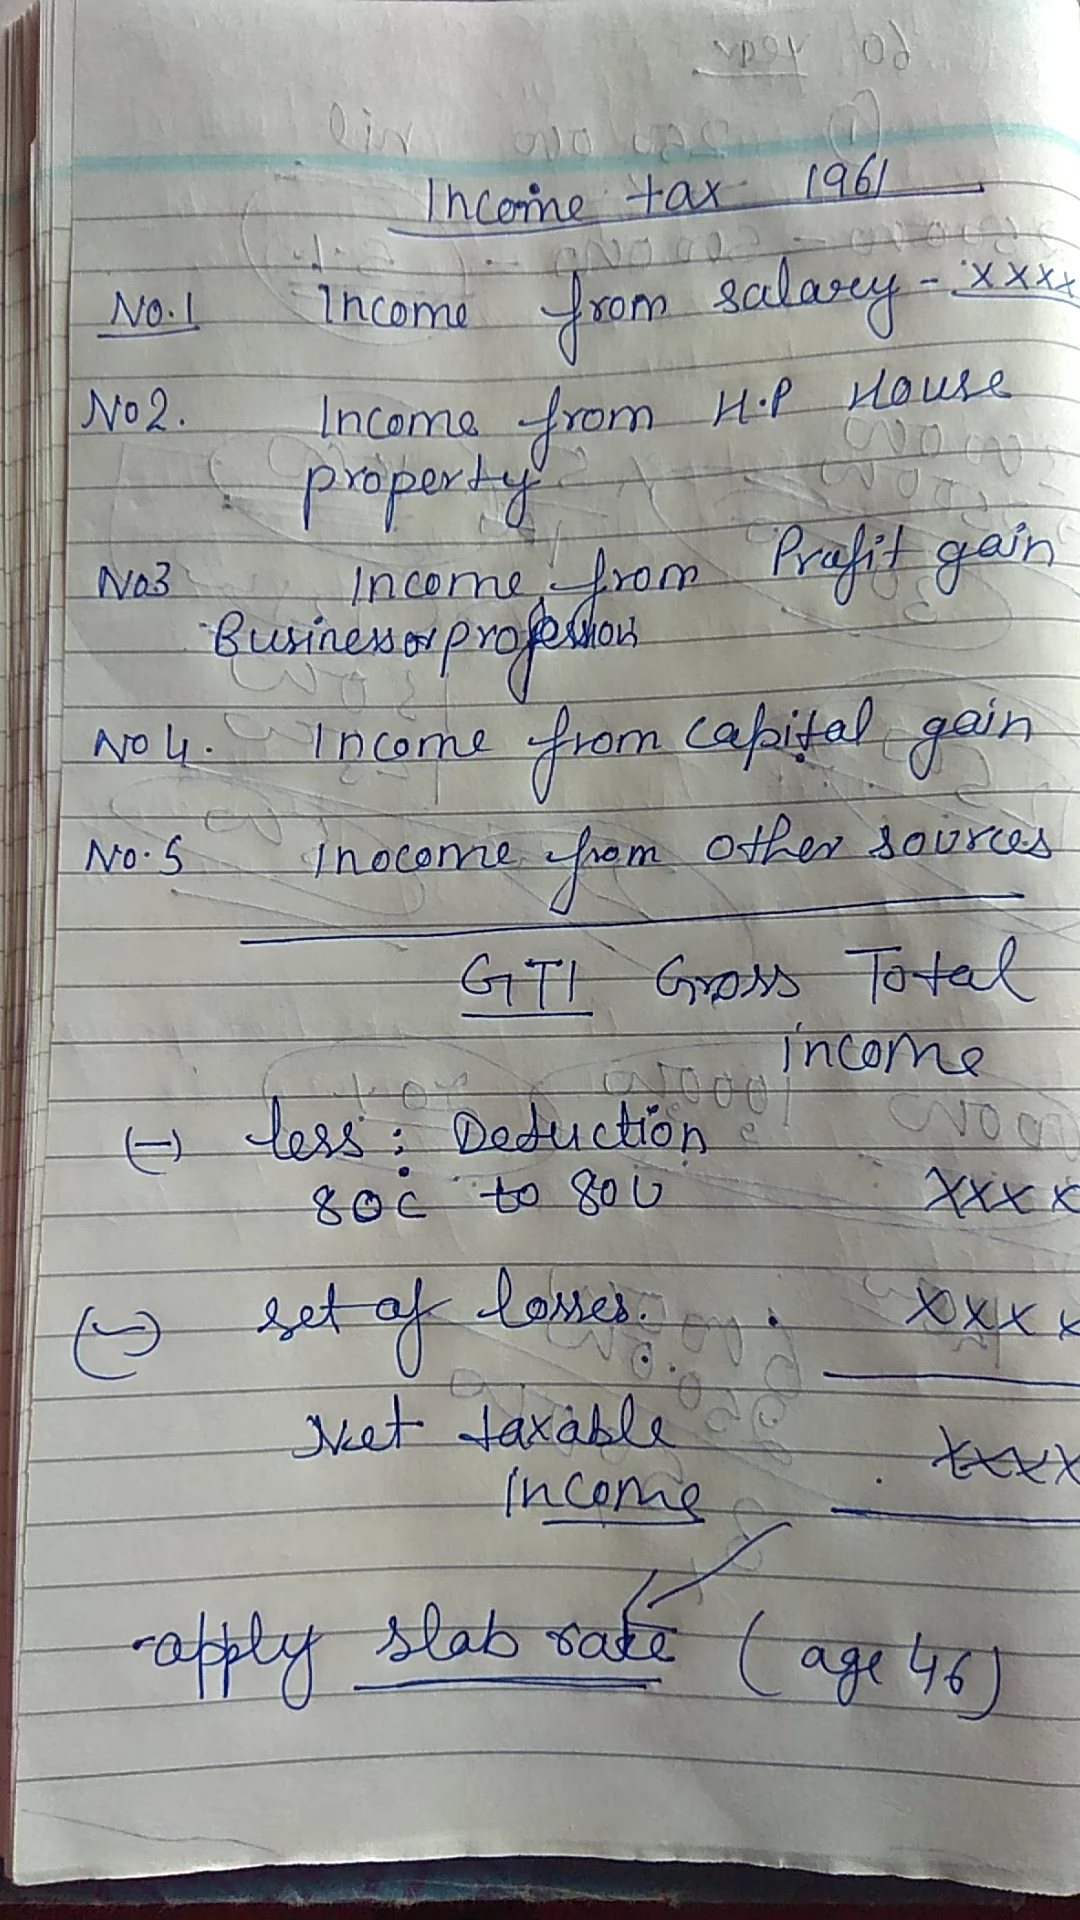 Income tax 1961
No.1 Income from salary - xxxx
No2. Income from H.P House
property
No3 Income from Profit gain
Business or profession
No 4. Income from capital gain
No.5 Inocome from other sources
GTI Gross Total
income
(-) less : Deduction
80C to 80U xxxx
(-) set of losses. xxxx
Net taxable xxxx
income
apply slab rate (age 46)